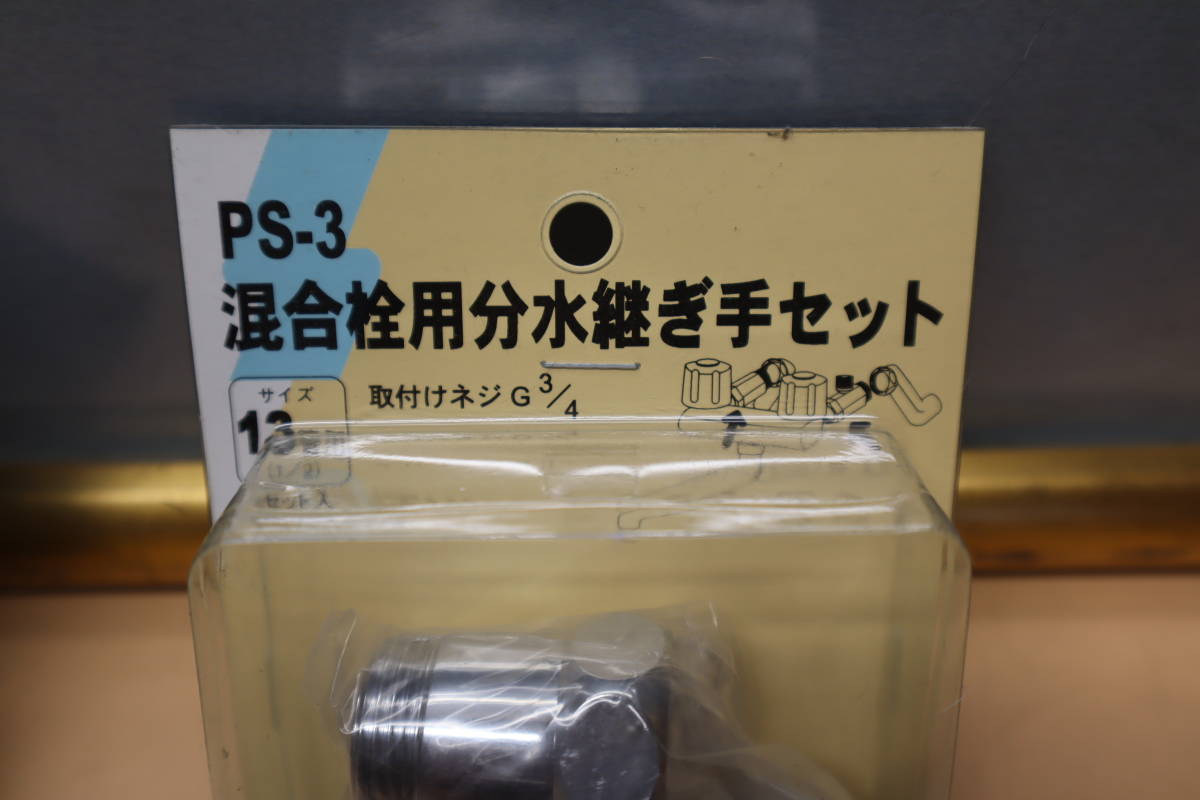 PS-3
混合栓用分水継ぎ手セット
サイズ
取付けネジ G 3/4
13
(1/2)
セット入